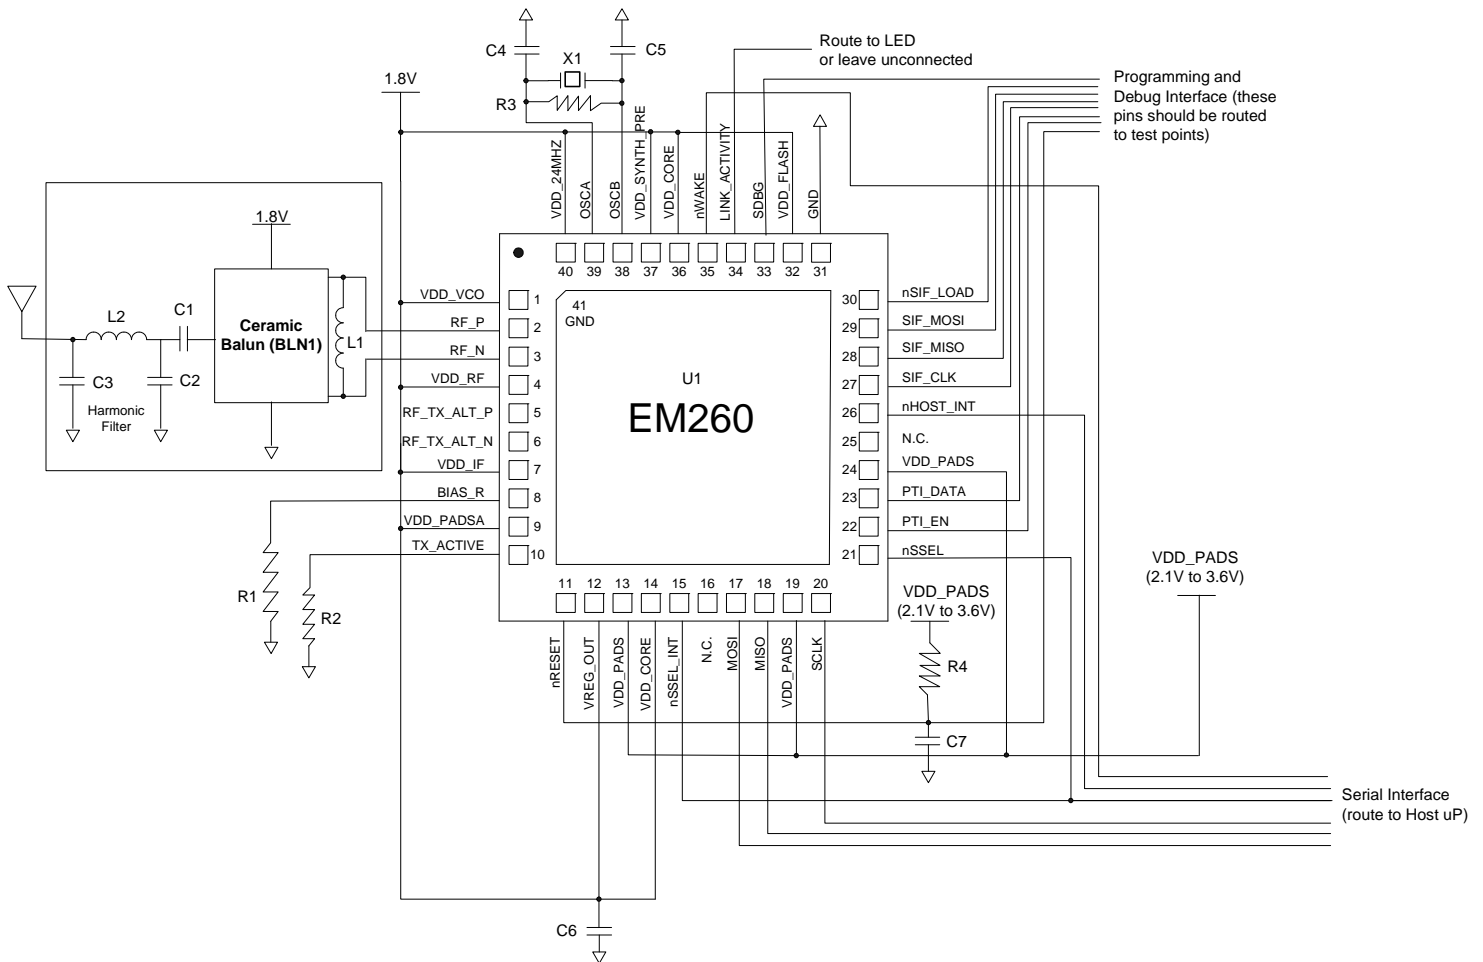 C4
C5
X1
R3
1.8V
Route to LED
or leave unconnected
Programming and
Debug Interface (these
pins should be routed
to test points)
VDD_24MHZ
OSCA
OSCB
VDD_SYNTH_PRE
VDD_CORE
nWAKE
LINK_ACTIVITY
SDBG
VDD_FLASH
GND
40
39
38
37
36
35
34
33
32
31
1.8V
L2
C1
Ceramic
Balun (BLN1)
L1
C3
C2
Harmonic
Filter
VDD_VCO
1
RF_P
2
RF_N
3
VDD_RF
4
RF_TX_ALT_P
5
RF_TX_ALT_N
6
VDD_IF
7
BIAS_R
8
VDD_PADSA
9
TX_ACTIVE
10
41
GND
U1
EM260
30
nSIF_LOAD
29
SIF_MOSI
28
SIF_MISO
27
SIF_CLK
26
nHOST_INT
25
N.C.
24
VDD_PADS
23
PTI_DATA
22
PTI_EN
21
nSSEL
R1
R2
11
12
13
14
15
16
17
18
19
20
nRESET
VREG_OUT
VDD_PADS
VDD_CORE
nSSEL_INT
N.C.
MOSI
MISO
VDD_PADS
SCLK
VDD_PADS
(2.1V to 3.6V)
R4
C7
VDD_PADS
(2.1V to 3.6V)
Serial Interface
(route to Host uP)
C6